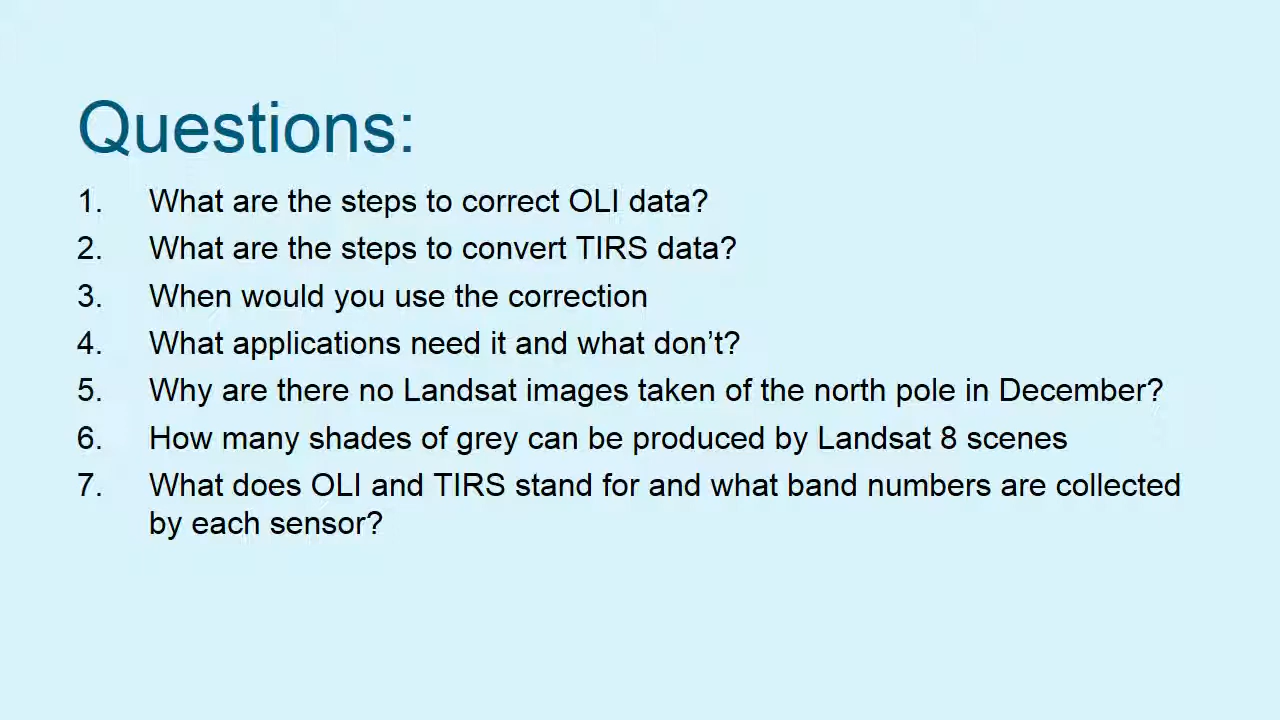 Questions:
1. What are the steps to correct OLI data?
2. What are the steps to convert TIRS data?
3. When would you use the correction
4. What applications need it and what don’t?
5. Why are there no Landsat images taken of the north pole in December?
6. How many shades of grey can be produced by Landsat 8 scenes
7. What does OLI and TIRS stand for and what band numbers are collected
by each sensor?